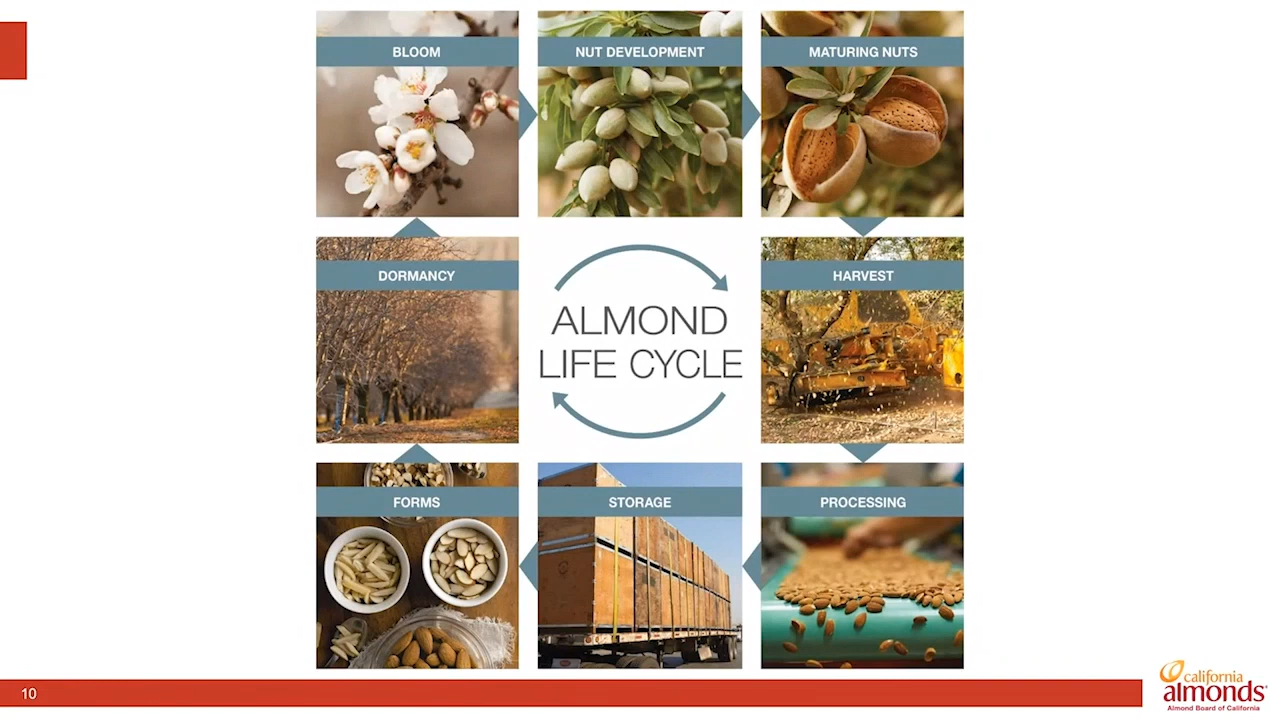 BLOOM
NUT DEVELOPMENT
MATURING NUTS
DORMANCY
ALMOND
LIFE CYCLE
HARVEST
FORMS
STORAGE
PROCESSING
10
california
almonds®
Almond Board of California